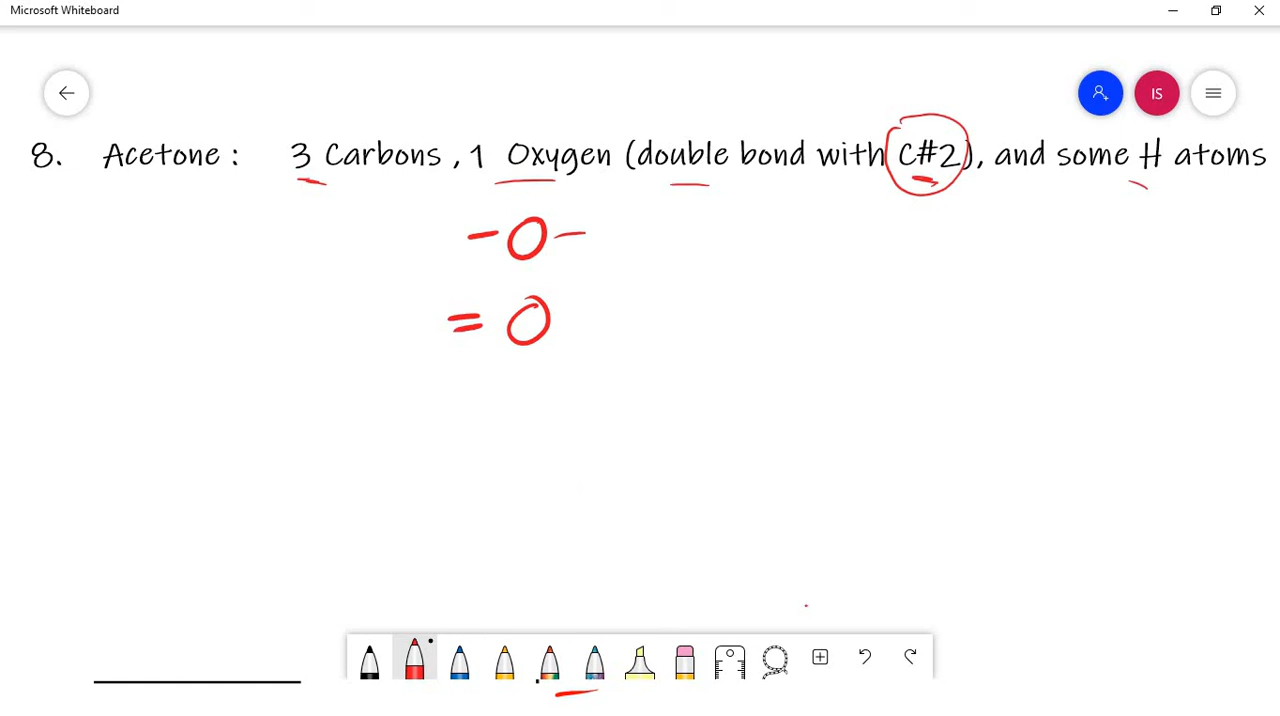 Microsoft Whiteboard
IS
8. Acetone : 3 Carbons , 1 Oxygen (double bond with C#2), and some H atoms
-O-
= O